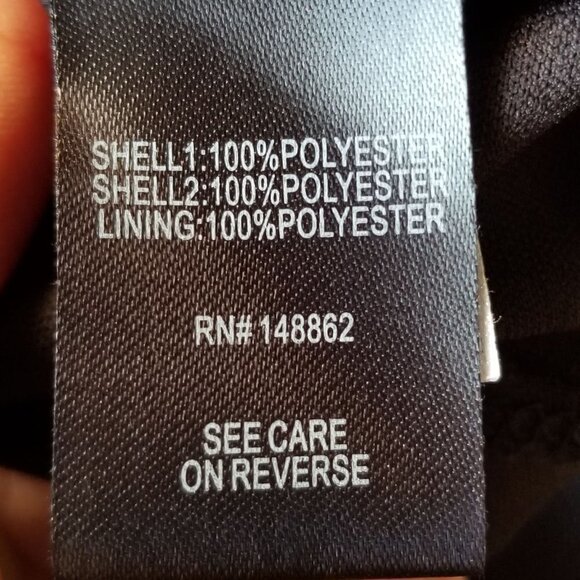 SHELL1:100%POLYESTER
SHELL2:100%POLYESTER
LINING:100%POLYESTER
RN# 148862
SEE CARE
ON REVERSE